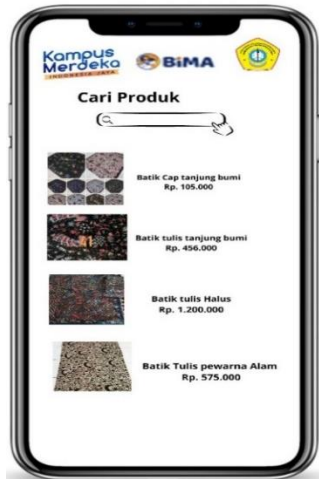 Kampus
Merdeka
INDONESIA JAYA
BIMA
Cari Produk
Batik Cap tanjung bumi
Rp. 105.000
Batik tulis tanjung bumi
Rp. 456.000
Batik tulis Halus
Rp. 1.200.000
Batik Tulis pewarna Alam
Rp. 575.000